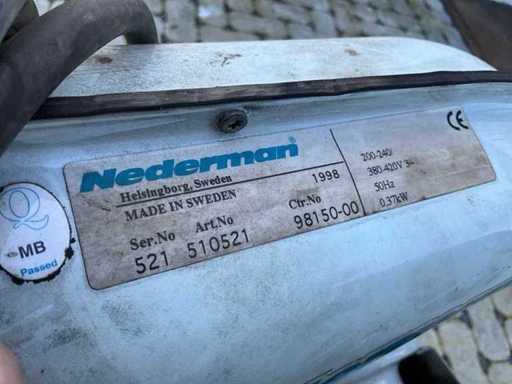 Nederman
Helsingborg, Sweden 1998
MADE IN SWEDEN
Ser.No Art.No Ctr.No
521 510521 98150-00
200-240/
380-420V 3~
50Hz
0.37kW
CE
Q
MB
Passed